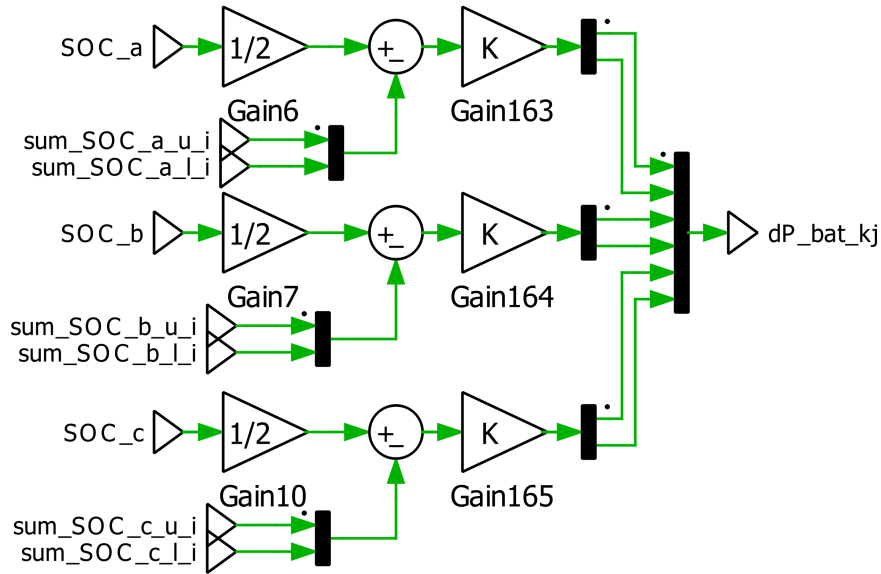 SOC_a
1/2
+
−
K
Gain6
Gain163
sum_SOC_a_u_i
sum_SOC_a_l_i
SOC_b
1/2
+
−
K
dP_bat_kj
Gain7
Gain164
sum_SOC_b_u_i
sum_SOC_b_l_i
SOC_c
1/2
+
−
K
Gain10
Gain165
sum_SOC_c_u_i
sum_SOC_c_l_i